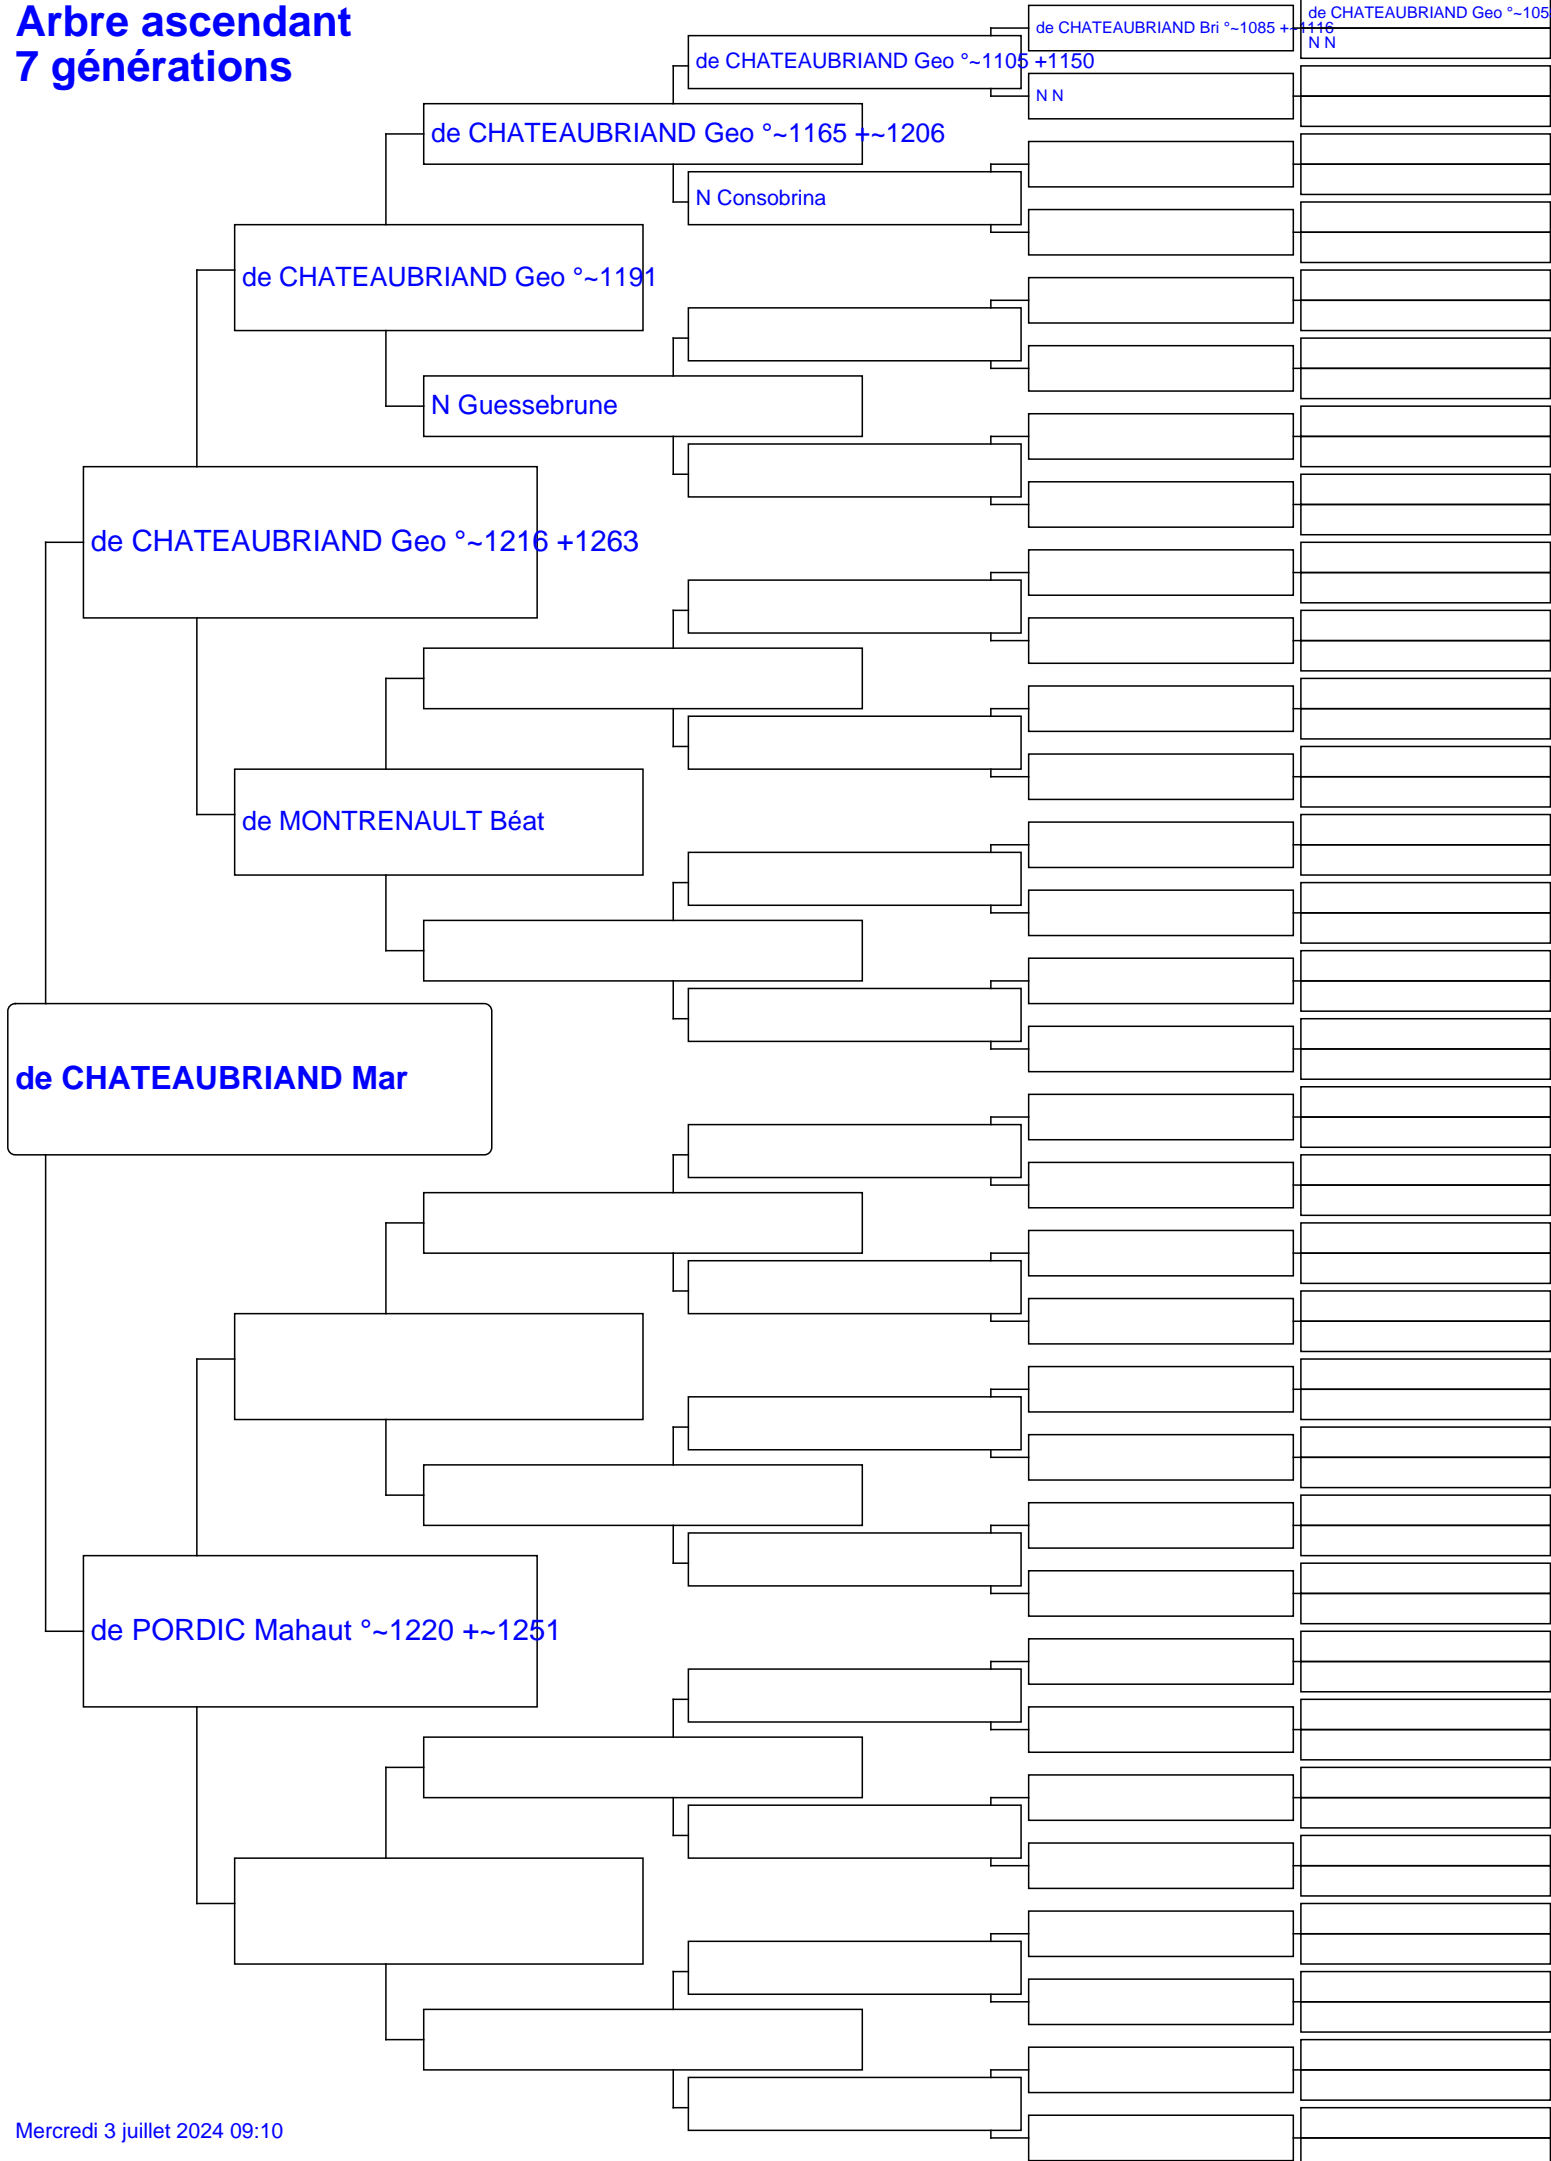 Arbre ascendant
7 générations
de CHATEAUBRIAND Geo °~105
N N
de CHATEAUBRIAND Bri °~1085 +~1116
N N
de CHATEAUBRIAND Geo °~1105 +1150
N Consobrina
de CHATEAUBRIAND Geo °~1165 +~1206
N Guessebrune
de CHATEAUBRIAND Geo °~1191
de MONTRENAULT Béat
de CHATEAUBRIAND Geo °~1216 +1263
de CHATEAUBRIAND Mar
de PORDIC Mahaut °~1220 +~1251
Mercredi 3 juillet 2024 09:10